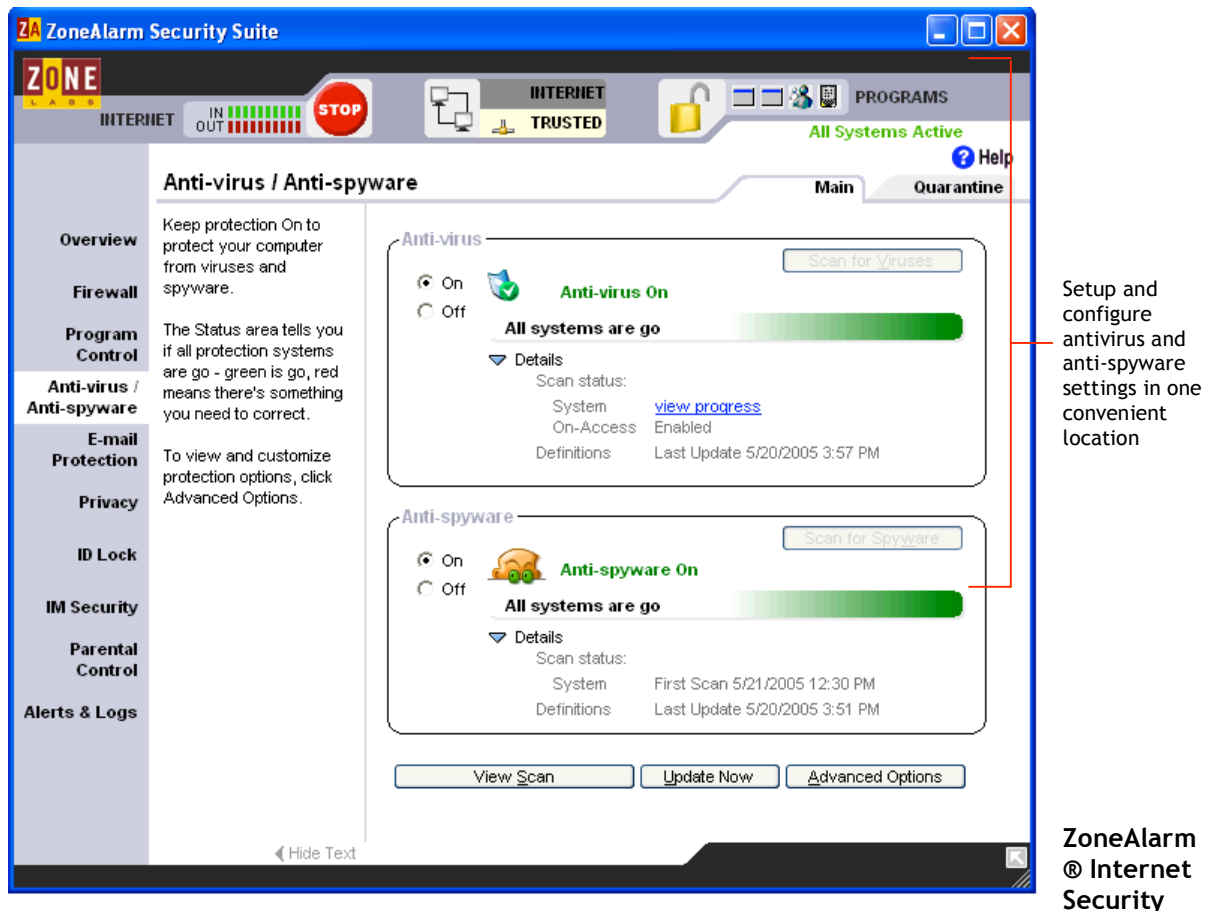 ZA ZoneAlarm Security Suite
ZONE
LABS
INTERNET
IN
OUT
STOP
INTERNET
TRUSTED
PROGRAMS
All Systems Active
? Help
Anti-virus / Anti-spyware
Main
Quarantine
Overview
Firewall
Program
Control
Anti-virus /
Anti-spyware
E-mail
Protection
Privacy
ID Lock
IM Security
Parental
Control
Alerts & Logs
Keep protection On to
protect your computer
from viruses and
spyware.
The Status area tells you
if all protection systems
are go - green is go, red
means there's something
you need to correct.
To view and customize
protection options, click
Advanced Options.
Anti-virus
Scan for Viruses
On
Off
Anti-virus On
All systems are go
Details
Scan status:
System view progress
On-Access Enabled
Definitions Last Update 5/20/2005 3:57 PM
Anti-spyware
Scan for Spyware
On
Off
Anti-spyware On
All systems are go
Details
Scan status:
System First Scan 5/21/2005 12:30 PM
Definitions Last Update 5/20/2005 3:51 PM
View Scan
Update Now
Advanced Options
Hide Text
Setup and
configure
antivirus and
anti-spyware
settings in one
convenient
location
ZoneAlarm
® Internet
Security